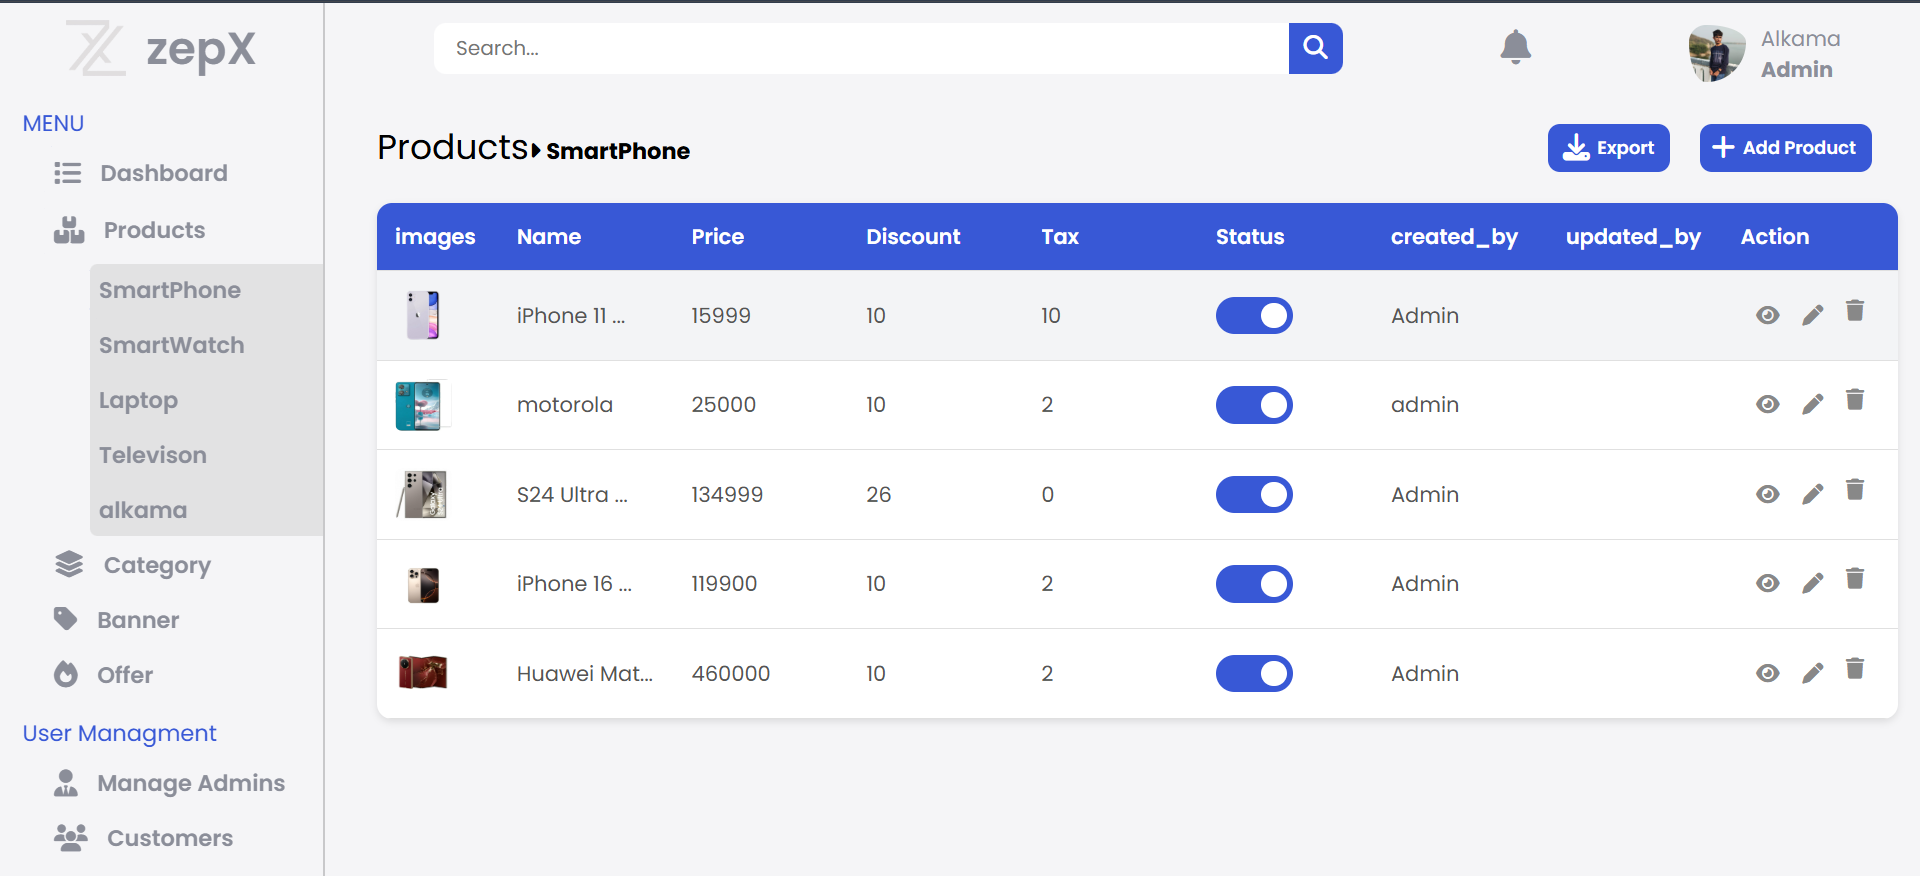 zepX
Search...
Alkama
Admin
MENU
Dashboard
Products
SmartPhone
SmartWatch
Laptop
Televison
alkama
Category
Banner
Offer
User Managment
Manage Admins
Customers
Products SmartPhone
Export
Add Product
images Name Price Discount Tax Status created_by updated_by Action
iPhone 11 ... 15999 10 10 Admin
motorola 25000 10 2 admin
S24 Ultra ... 134999 26 0 Admin
iPhone 16 ... 119900 10 2 Admin
Huawei Mat... 460000 10 2 Admin